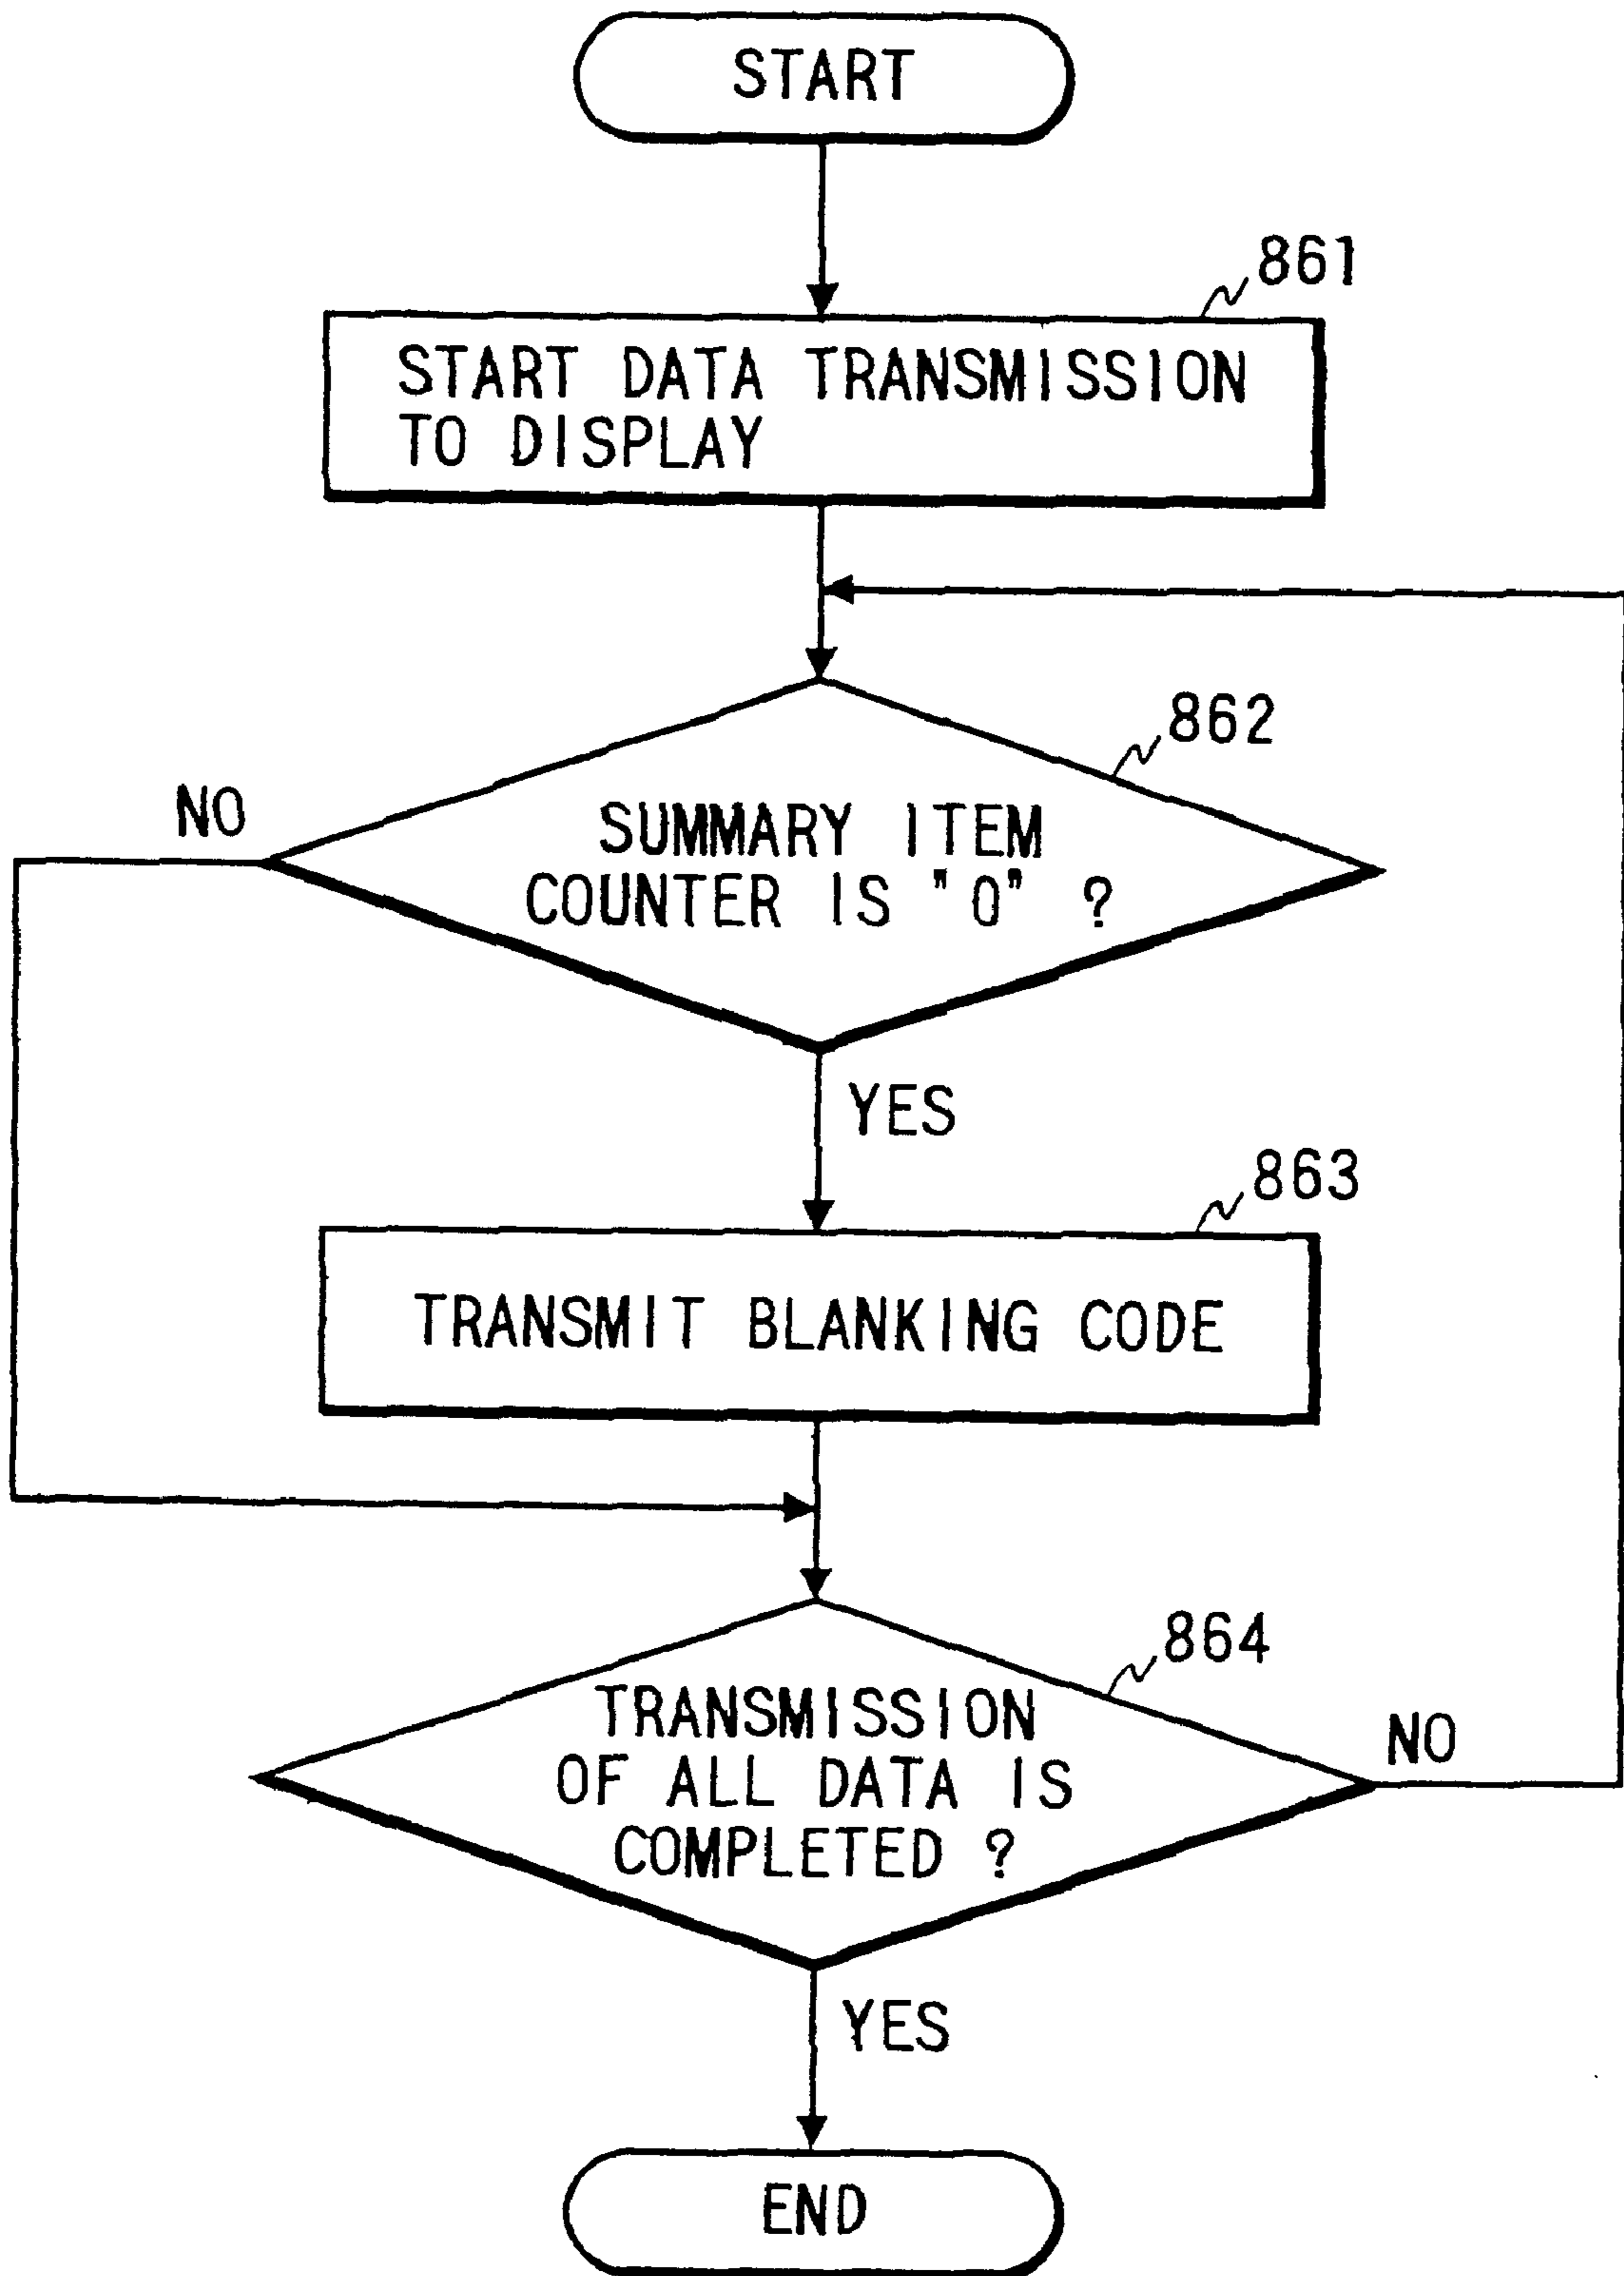 START
861
START DATA TRANSMISSION
TO DISPLAY
862
NO
SUMMARY ITEM
COUNTER IS "0" ?
YES
863
TRANSMIT BLANKING CODE
864
TRANSMISSION
OF ALL DATA IS
COMPLETED ?
NO
YES
END